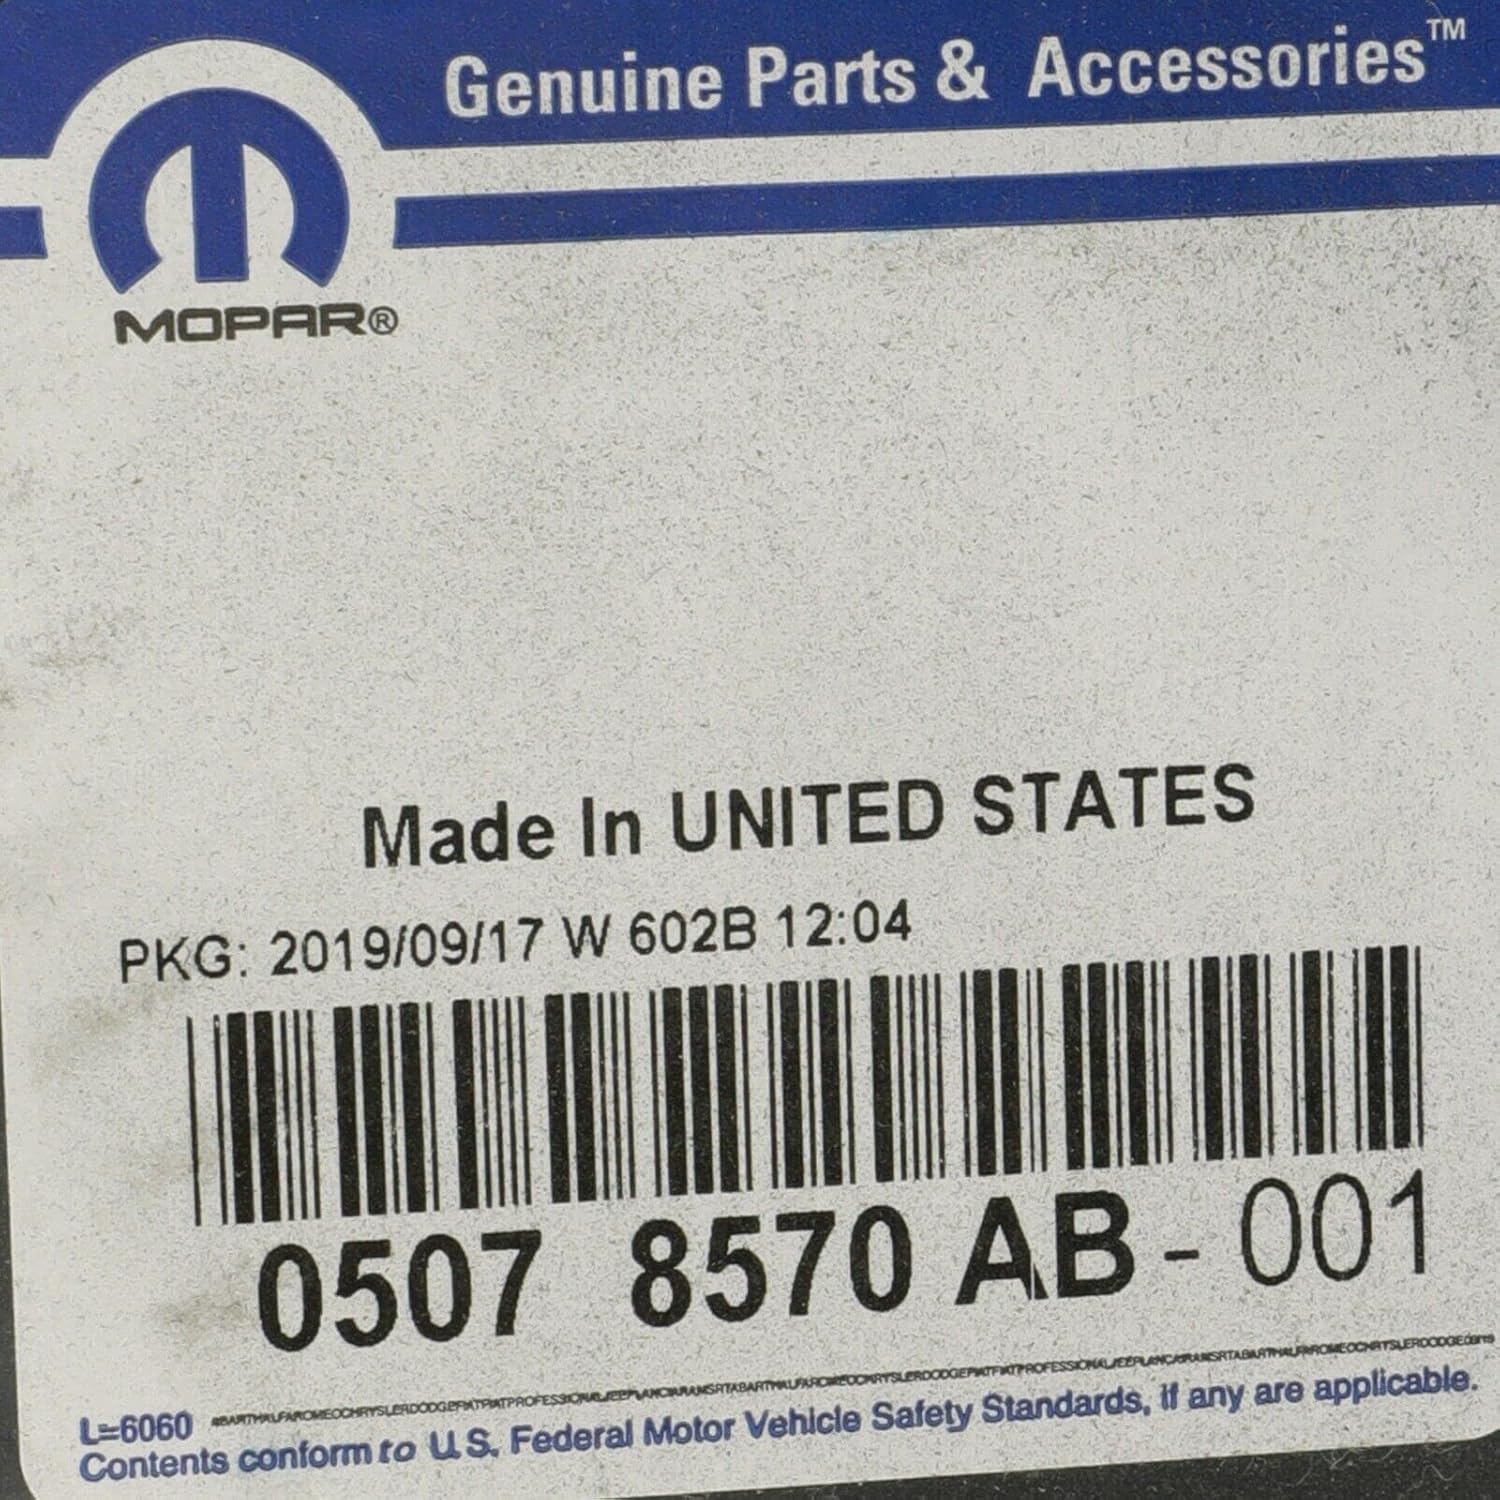 Genuine Parts & Accessories™
MOPAR®
Made In UNITED STATES
PKG: 2019/09/17 W 602B 12:04
0507 8570 AB - 001
L=6060
Contents conform to U.S. Federal Motor Vehicle Safety Standards, if any are applicable.